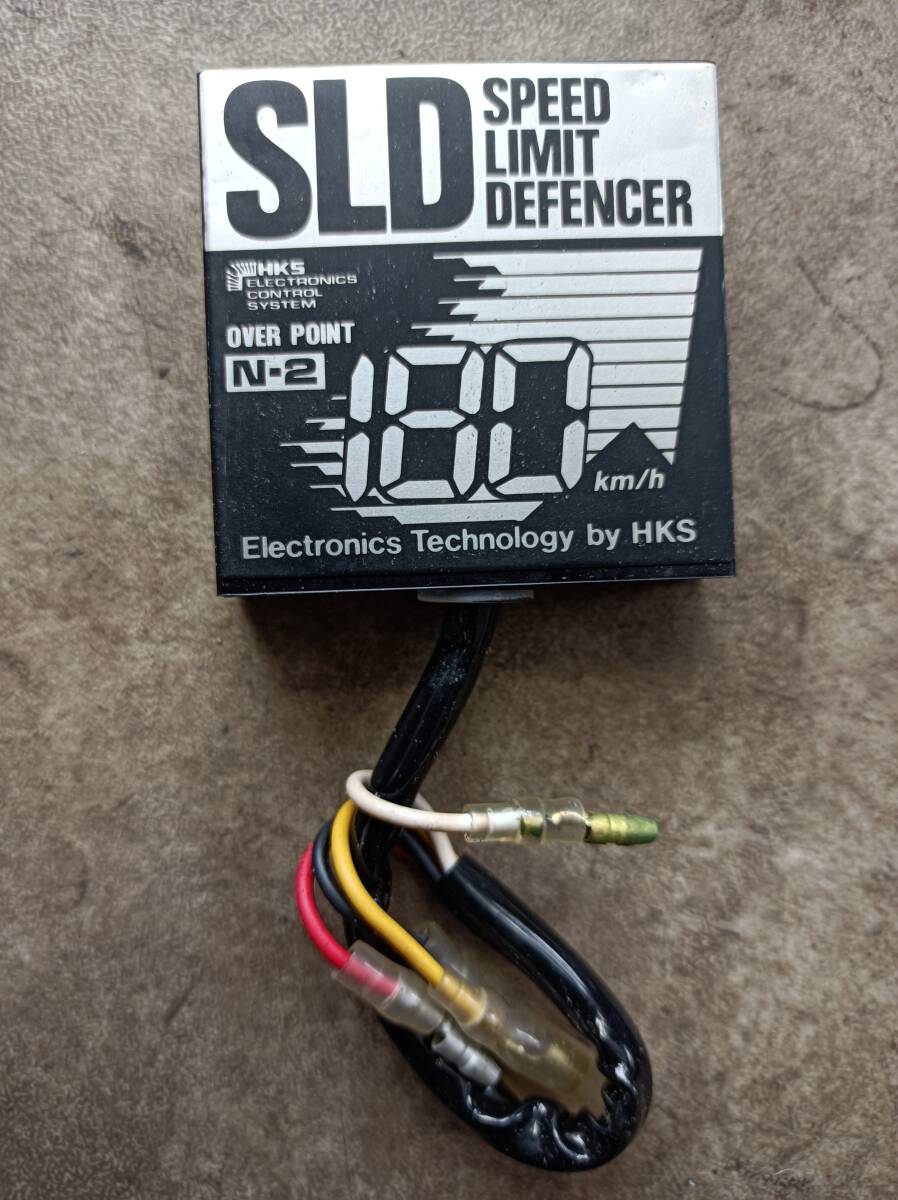 SLD
SPEED
LIMIT
DEFENCER
HKS
ELECTRONICS
CONTROL
SYSTEM
OVER POINT
N-2
180
km/h
Electronics Technology by HKS